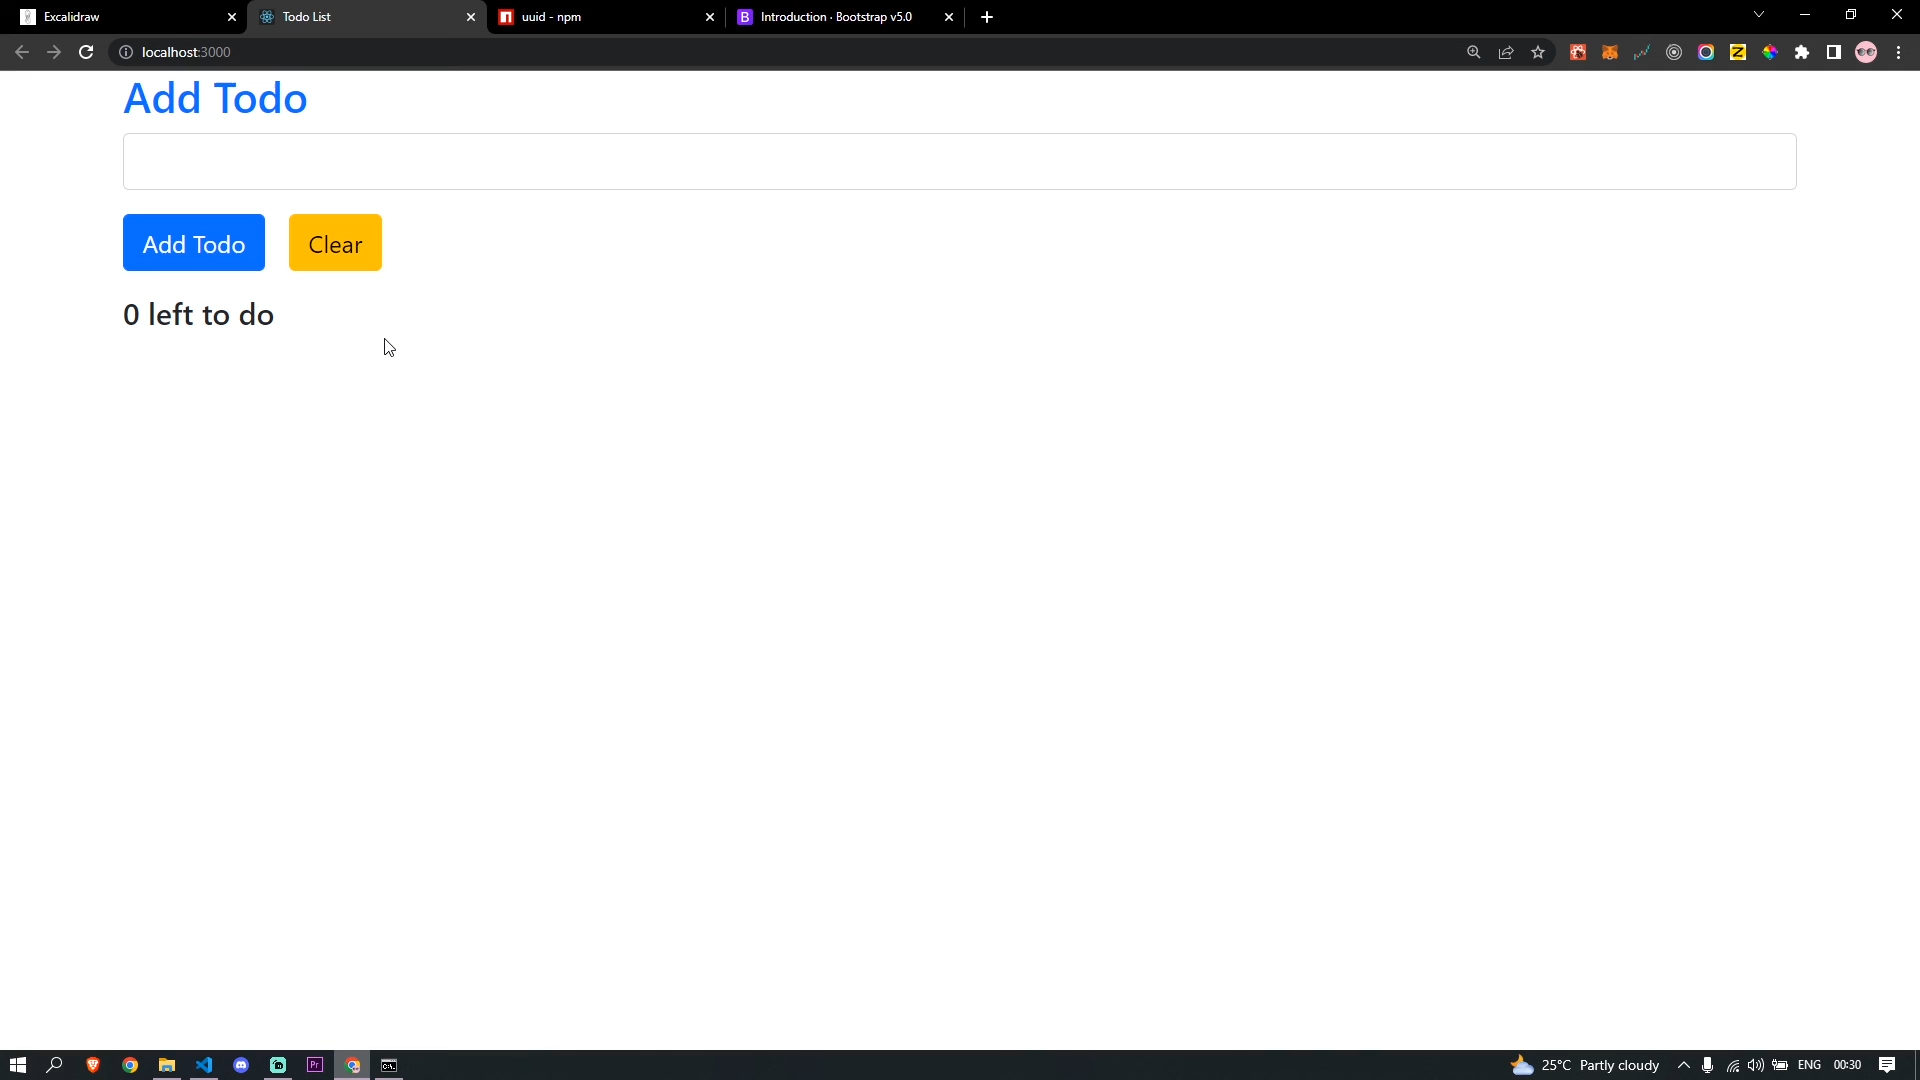 Excalidraw
Todo List
uuid - npm
B Introduction · Bootstrap v5.0
localhost:3000
Add Todo
Add Todo Clear
0 left to do
Pr 25°C Partly cloudy ENG 00:30